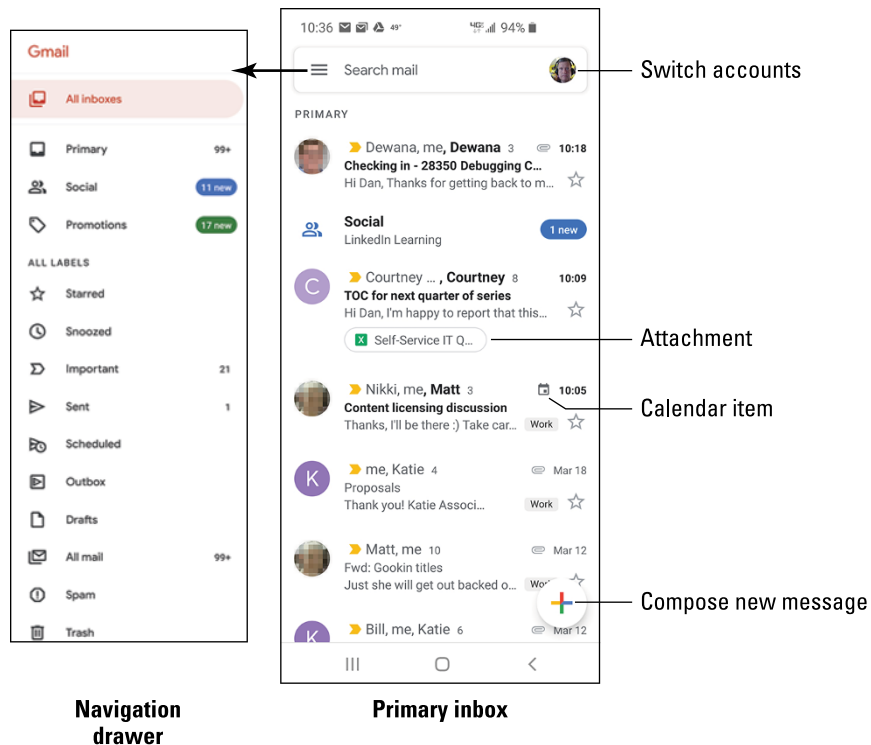 Gmail
All inboxes
Primary 99+
Social 11 new
Promotions 17 new
ALL LABELS
Starred
Snoozed
Important 21
Sent 1
Scheduled
Outbox
Drafts
All mail 99+
Spam
Trash
Navigation
drawer
10:36 49° 4G 94%
Search mail
PRIMARY
Dewana, me, Dewana 3 10:18
Checking in - 28350 Debugging C...
Hi Dan, Thanks for getting back to m...
Social
LinkedIn Learning
1 new
C
Courtney ... , Courtney 8 10:09
TOC for next quarter of series
Hi Dan, I'm happy to report that this...
X Self-Service IT Q...
Nikki, me, Matt 3 10:05
Content licensing discussion
Thanks, I'll be there :) Take car... Work
K
me, Katie 4 Mar 18
Proposals
Thank you! Katie Associ... Work
Matt, me 10 Mar 12
Fwd: Gookin titles
Just she will get out backed o...
K
Bill, me, Katie 6 Mar 12
Primary inbox
Switch accounts
Attachment
Calendar item
Compose new message